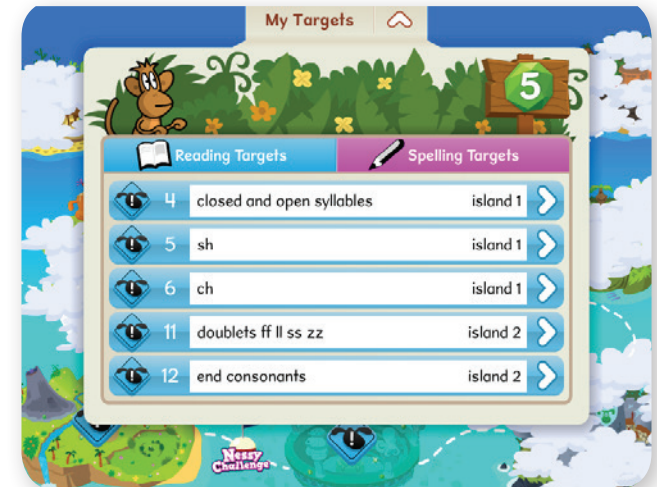 My Targets
5
Reading Targets
Spelling Targets
4 closed and open syllables island 1
5 sh island 1
6 ch island 1
11 doublets ff ll ss zz island 2
12 end consonants island 2
Nessy
Challenge